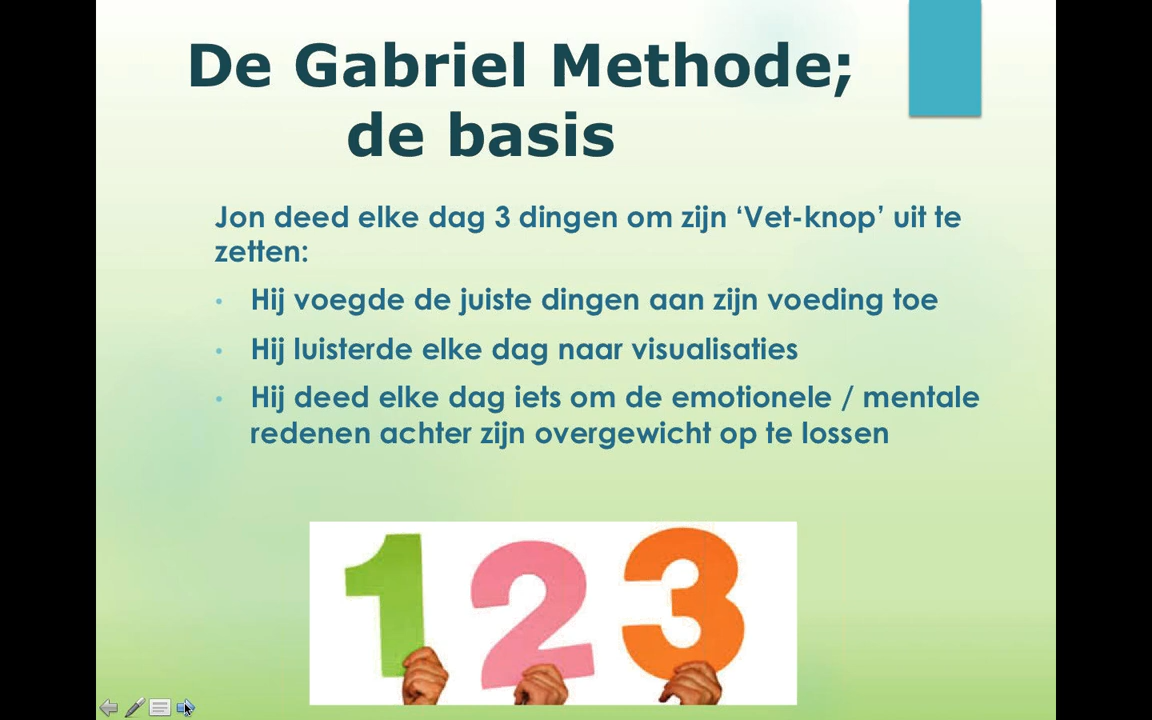 De Gabriel Methode;
de basis
Jon deed elke dag 3 dingen om zijn ‘Vet-knop’ uit te
zetten:
• Hij voegde de juiste dingen aan zijn voeding toe
• Hij luisterde elke dag naar visualisaties
• Hij deed elke dag iets om de emotionele / mentale
redenen achter zijn overgewicht op te lossen
1 2 3